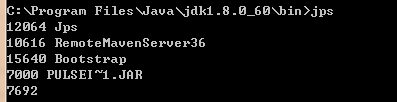 C:\Program Files\Java\jdk1.8.0_60\bin>jps
12064 Jps
10616 RemoteMavenServer36
15640 Bootstrap
7000 PULSEI~1.JAR
7692